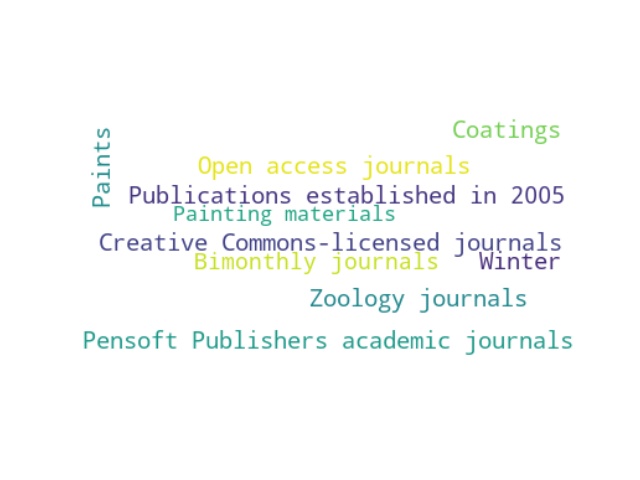 Coatings
Paints
Open access journals
Publications established in 2005
Painting materials
Creative Commons-licensed journals
Bimonthly journals
Winter
Zoology journals
Pensoft Publishers academic journals